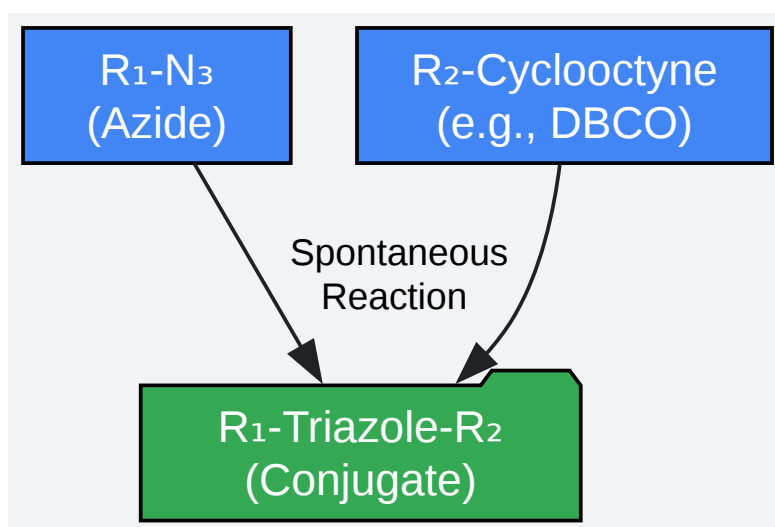 R₁-N₃
(Azide)
R₂-Cyclooctyne
(e.g., DBCO)
Spontaneous
Reaction
R₁-Triazole-R₂
(Conjugate)